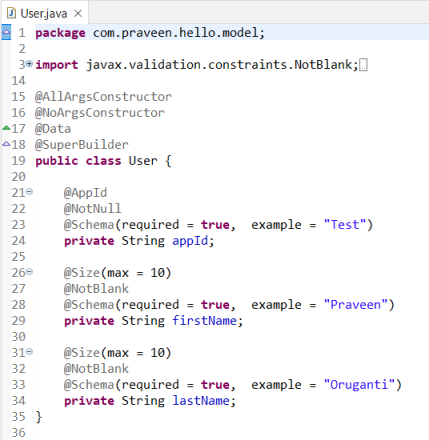 User.java
1 package com.praveen.hello.model;
2
3 import javax.validation.constraints.NotBlank;
14
15 @AllArgsConstructor
16 @NoArgsConstructor
17 @Data
18 @SuperBuilder
19 public class User {
20
21 @AppId
22 @NotNull
23 @Schema(required = true,  example = "Test")
24 private String appId;
25
26 @Size(max = 10)
27 @NotBlank
28 @Schema(required = true,  example = "Praveen")
29 private String firstName;
30
31 @Size(max = 10)
32 @NotBlank
33 @Schema(required = true,  example = "Oruganti")
34 private String lastName;
35 }
36